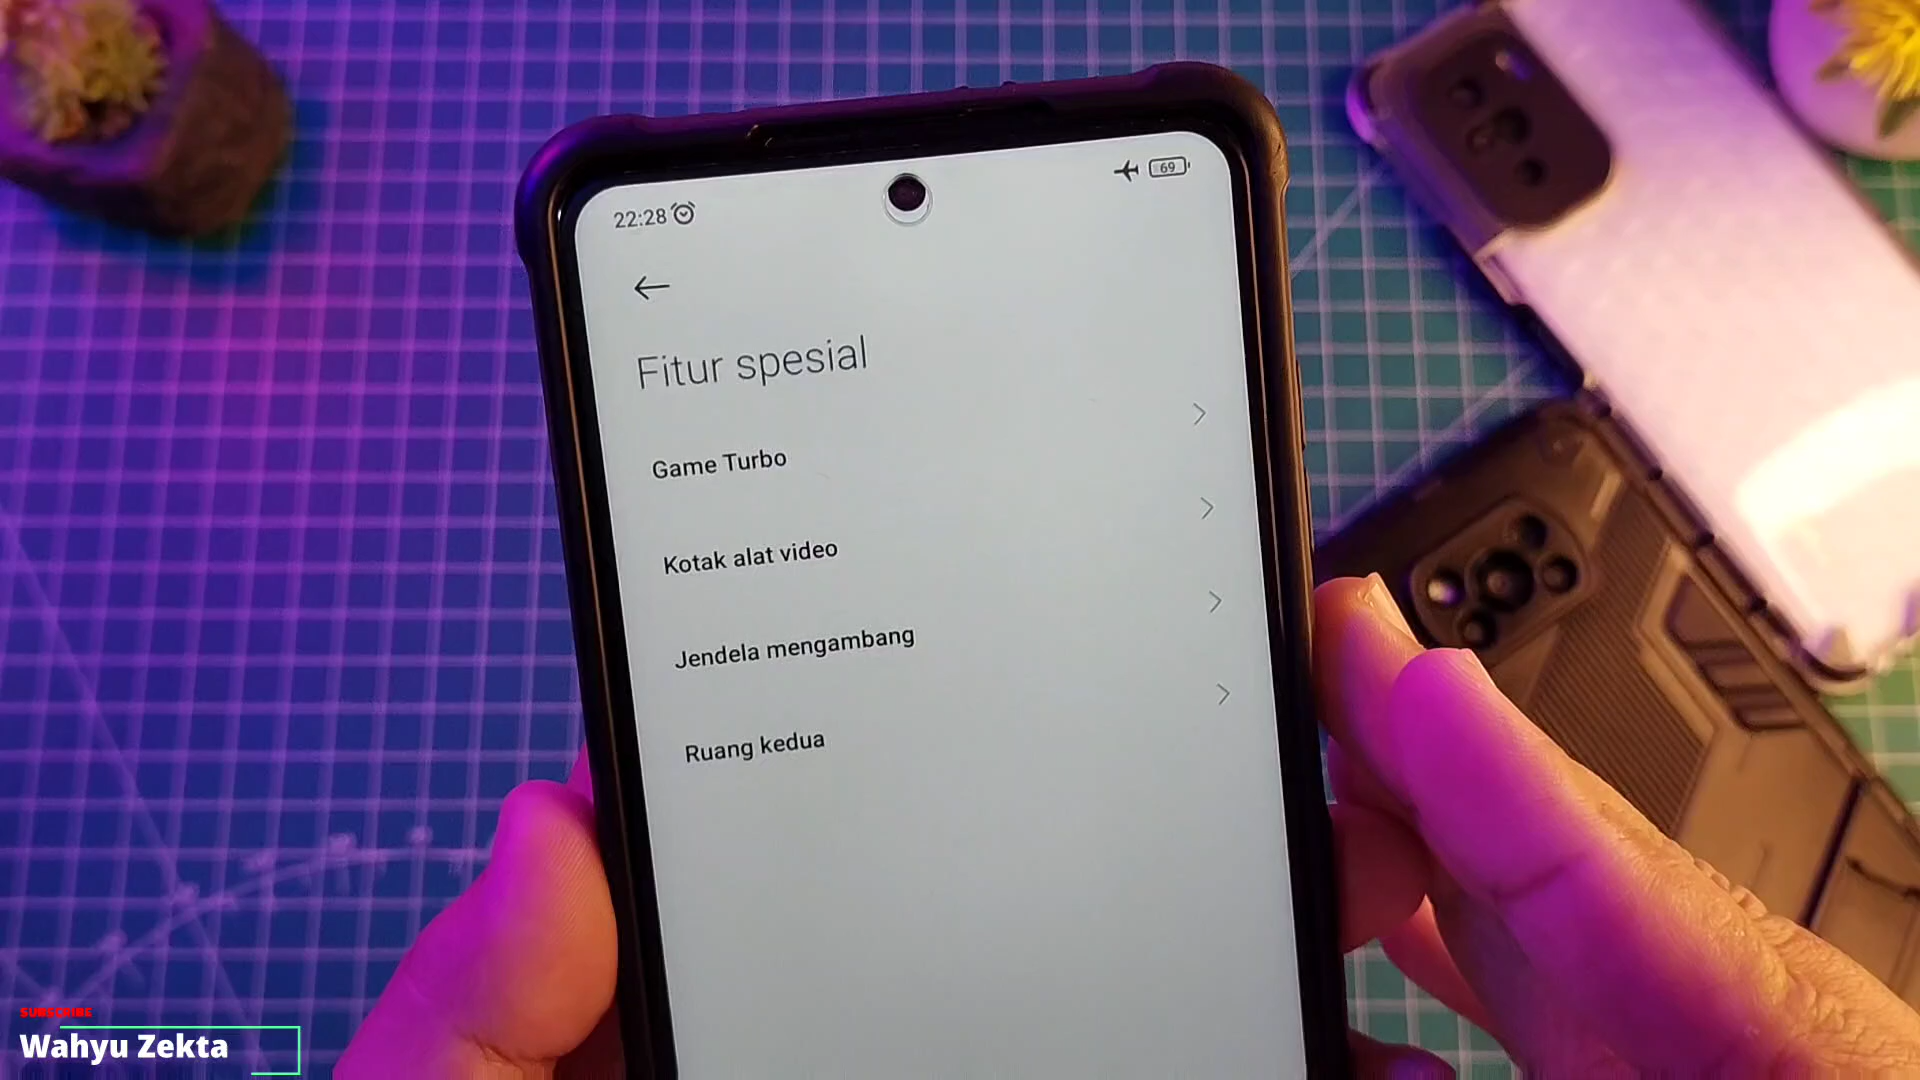 22:28
69
Fitur spesial
Game Turbo
Kotak alat video
Jendela mengambang
Ruang kedua
SUBSCRIBE
Wahyu Zekta